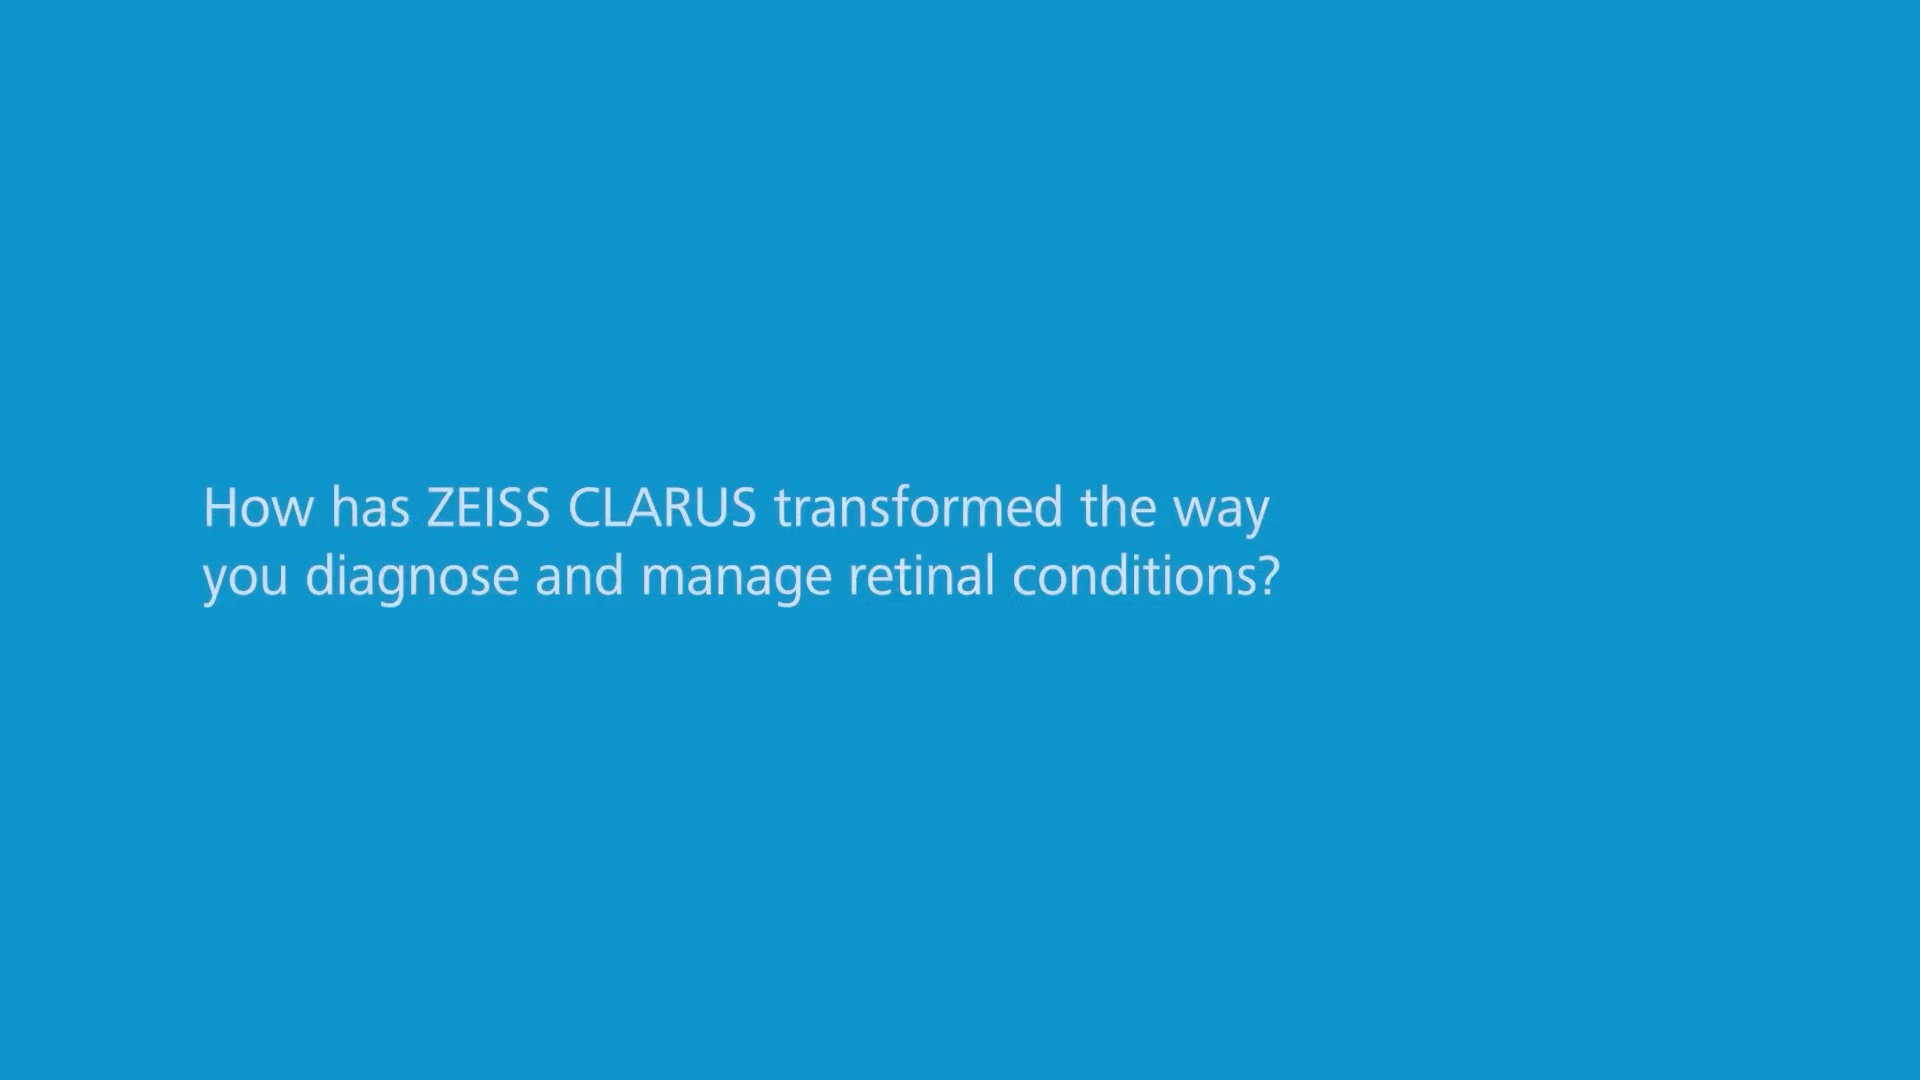 How has ZEISS CLARUS transformed the way
you diagnose and manage retinal conditions?